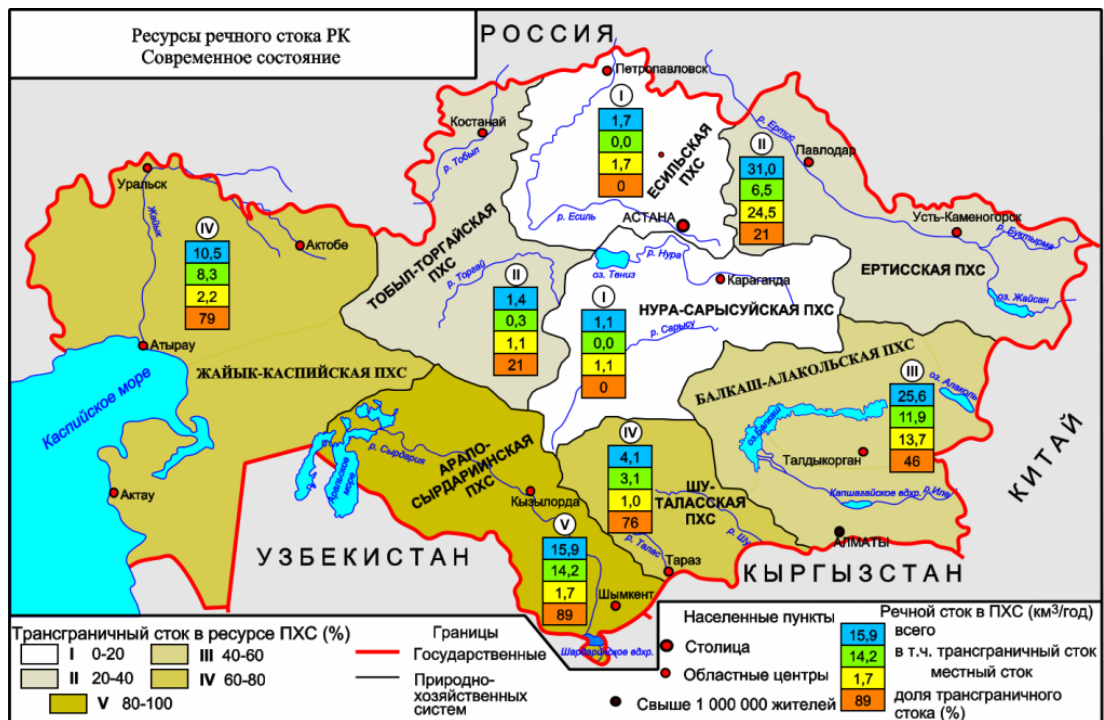 Ресурсы речного стока РК
Современное состояние
РОССИЯ
Петропавловск
I
1,7
0,0
1,7
0
ЕСИЛЬСКАЯ
ПХС
Костанай
р. Тобыл
р. Ертис
Павлодар
II
31,0
6,5
24,5
21
Уральск
Жайык
Актобе
IV
10,5
8,3
2,2
79
р. Есиль
АСТАНА
Усть-Каменогорск
р. Буктырма
ЕРТИССКАЯ ПХС
оз. Жайсан
ТОБЫЛ-ТОРГАЙСКАЯ
ПХС
р. Торгай
II
1,4
0,3
1,1
21
оз. Тениз
р. Нура
Караганда
НУРА-САРЫСУЙСКАЯ ПХС
I
1,1
0,0
1,1
0
р. Сарысу
Атырау
ЖАЙЫК-КАСПИЙСКАЯ ПХС
Каспийское море
Актау
БАЛКАШ-АЛАКОЛЬСКАЯ ПХС
III
25,6
11,9
13,7
46
оз. Алаколь
оз.Балкаш
Талдыкорган
Капшагайское вдхр.
р.Иле
АЛМАТЫ
КИТАЙ
Аральское
море
р. Сырдария
АРАЛО-
СЫРДАРИИНСКАЯ
ПХС
Кызылорда
IV
4,1
3,1
1,0
76
ШУ-
ТАЛАССКАЯ
ПХС
р. Талас
р. Шу
Тараз
V
15,9
14,2
1,7
89
Шымкент
Шардаринское вдхр.
УЗБЕКИСТАН
КЫРГЫЗСТАН
Трансграничный сток в ресурсе ПХС (%)
I 0-20
II 20-40
III 40-60
IV 60-80
V 80-100
Границы
Государственные
Природно-
хозяйственных
систем
Населенные пункты
Столица
Областные центры
Свыше 1 000 000 жителей
Речной сток в ПХС (км³/год)
15,9 всего
14,2 в т.ч. трансграничный сток
1,7 местный сток
89 доля трансграничного
стока (%)